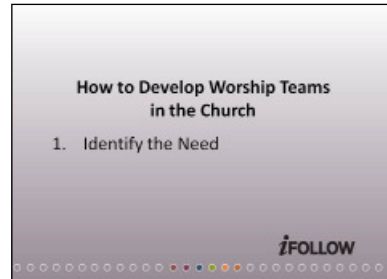 How to Develop Worship Teams
in the Church
1. Identify the Need
iFOLLOW